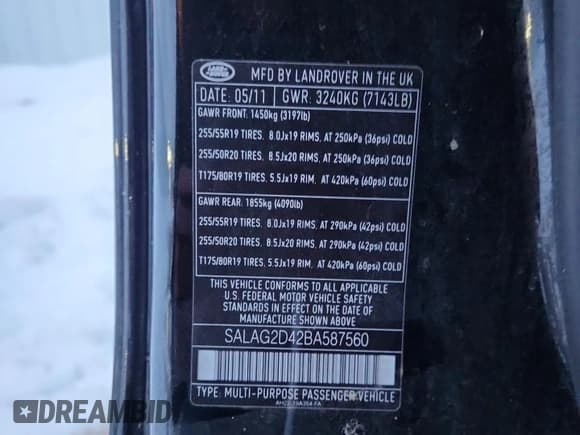 LAND ROVER
MFD BY LANDROVER IN THE UK
DATE: 05/11 GWR: 3240KG (7143LB)
GAWR FRONT: 1450kg (3197lb)
255/55R19 TIRES. 8.0Jx19 RIMS, AT 250kPa (36psi) COLD
255/50R20 TIRES. 8.5Jx20 RIMS, AT 250kPa (36psi) COLD
T175/80R19 TIRES. 5.5Jx19 RIM, AT 420kPa (60psi) COLD
GAWR REAR: 1855kg (4090lb)
255/55R19 TIRES. 8.0Jx19 RIMS, AT 290kPa (42psi) COLD
255/50R20 TIRES. 8.5Jx20 RIMS, AT 290kPa (42psi) COLD
T175/80R19 TIRES, 5.5Jx19 RIM, AT 420kPa (60psi) COLD
THIS VEHICLE CONFORMS TO ALL APPLICABLE
U.S. FEDERAL MOTOR VEHICLE SAFETY
STANDARDS IN EFFECT ON THE DATE OF
MANUFACTURE SHOWN ABOVE.
SALAG2D42BA587560
TYPE: MULTI-PURPOSE PASSENGER VEHICLE
DREAMBID